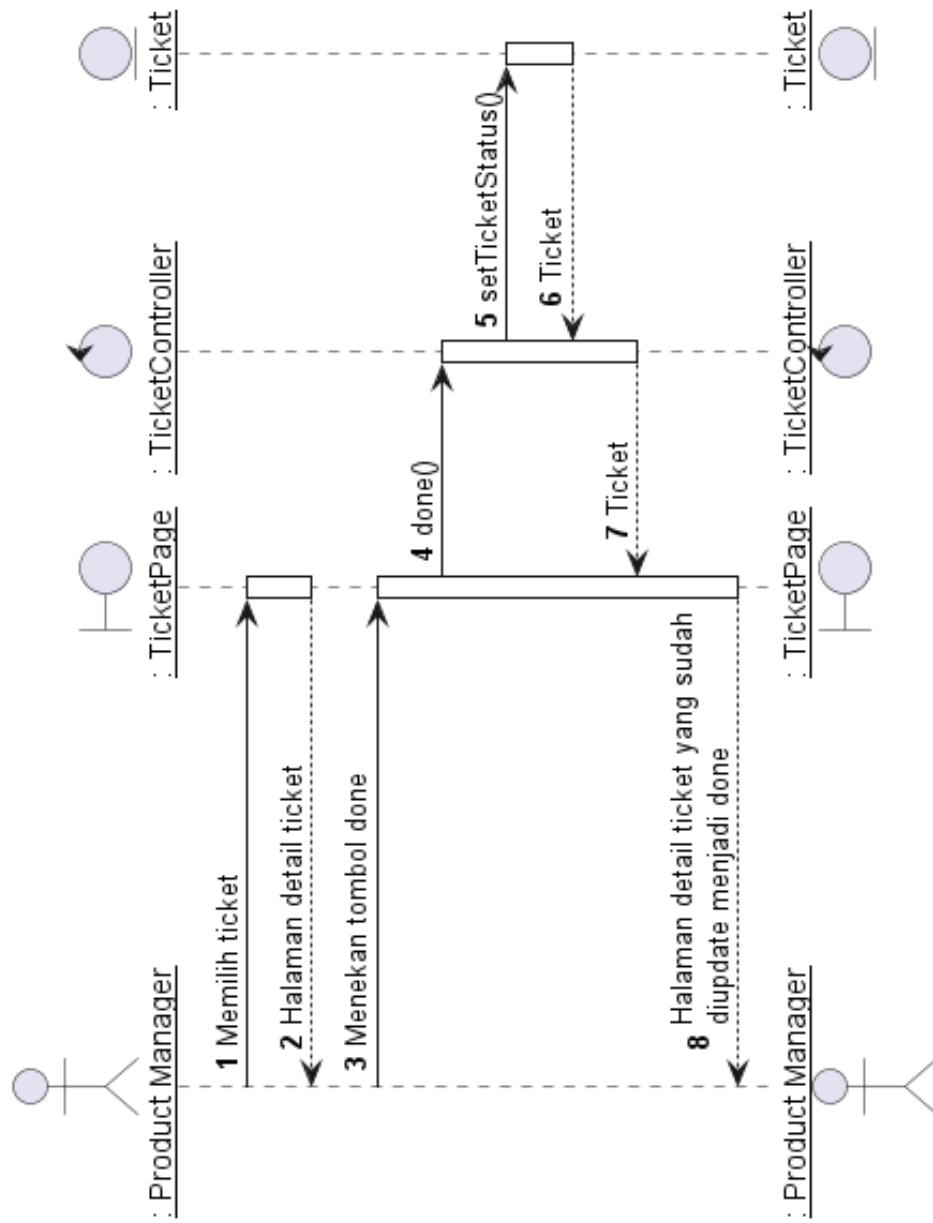 : Product Manager
: TicketPage
: TicketController
: Ticket
1 Memilih ticket
2 Halaman detail ticket
3 Menekan tombol done
4 done()
5 setTicketStatus()
6 Ticket
7 Ticket
8 Halaman detail ticket yang sudah
diupdate menjadi done
: Product Manager
: TicketPage
: TicketController
: Ticket